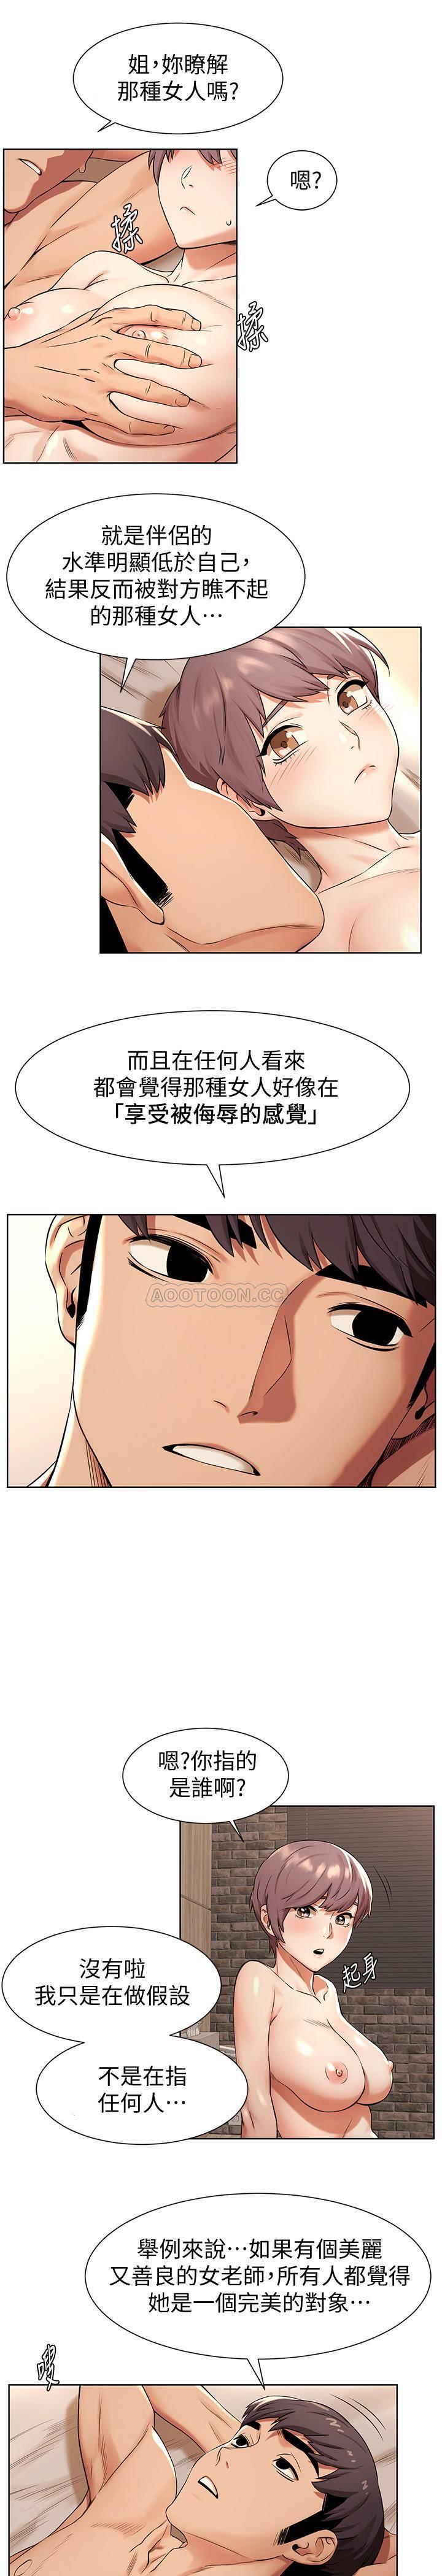 姐,妳瞭解
那種女人嗎?
嗯?
揉
揉
就是伴侶的
水準明顯低於自己,
結果反而被對方瞧不起
的那種女人⋯
而且在任何人看來
都會覺得那種女人好像在
「享受被侮辱的感覺」
AOOTOON.CC
嗯?你指的
是誰啊?
起身
沒有啦
我只是在做假設
不是在指
任何人⋯
舉例來說⋯如果有個美麗
又善良的女老師,所有人都覺得
她是一個完美的對象⋯